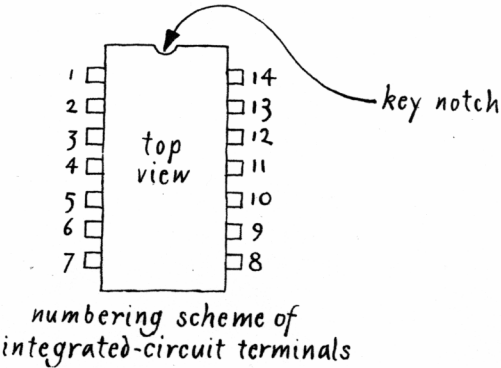 key notch
1 14
2 13
3 12
4 11
5 10
6 9
7 8
top
view
numbering scheme of
integrated-circuit terminals